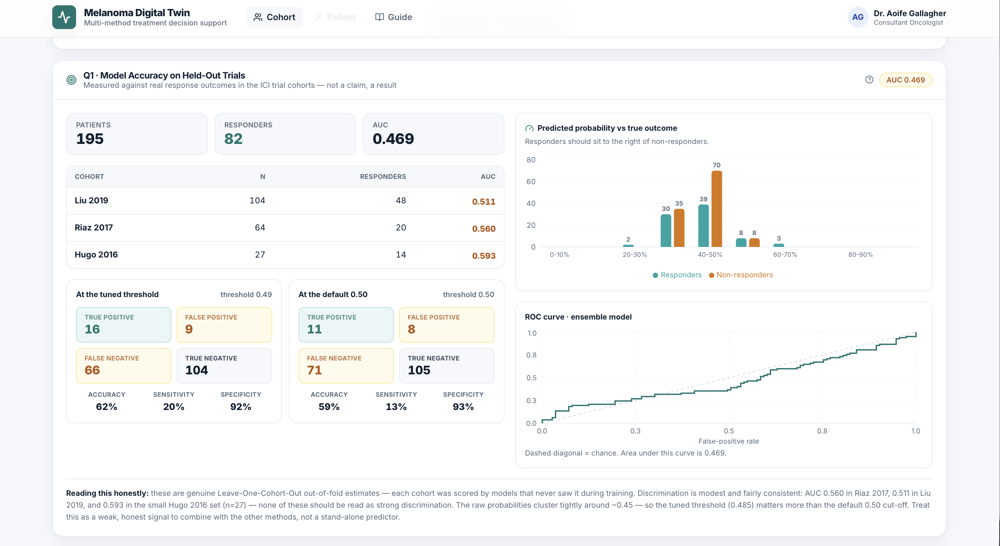 Melanoma Digital Twin
Multi-method treatment decision support
Cohort
Patient
Guide
AG
Dr. Aoife Gallagher
Consultant Oncologist
Q1 · Model Accuracy on Held-Out Trials
Measured against real response outcomes in the ICI trial cohorts — not a claim, a result
AUC 0.469
PATIENTS
195
RESPONDERS
82
AUC
0.469
COHORT N RESPONDERS AUC
Liu 2019 104 48 0.511
Riaz 2017 64 20 0.560
Hugo 2016 27 14 0.593
At the tuned threshold threshold 0.49
TRUE POSITIVE
16
FALSE POSITIVE
9
FALSE NEGATIVE
66
TRUE NEGATIVE
104
ACCURACY SENSITIVITY SPECIFICITY
62% 20% 92%
At the default 0.50 threshold 0.50
TRUE POSITIVE
11
FALSE POSITIVE
8
FALSE NEGATIVE
71
TRUE NEGATIVE
105
ACCURACY SENSITIVITY SPECIFICITY
59% 13% 93%
Predicted probability vs true outcome
Responders should sit to the right of non-responders.
80
60
40
20
0
2 30 35 39 70 8 8 3
0-10% 20-30% 40-50% 60-70% 80-90%
Responders Non-responders
ROC curve · ensemble model
1.0
0.8
0.5
0.3
0.0
0.0 0.3 0.5 0.8 1.0
False-positive rate
Dashed diagonal = chance. Area under this curve is 0.469.
Reading this honestly: these are genuine Leave-One-Cohort-Out out-of-fold estimates — each cohort was scored by models that never saw it during training. Discrimination is modest and fairly consistent: AUC 0.560 in Riaz 2017, 0.511 in Liu
2019, and 0.593 in the small Hugo 2016 set (n=27) — none of these should be read as strong discrimination. The raw probabilities cluster tightly around ~0.45 — so the tuned threshold (0.485) matters more than the default 0.50 cut-off. Treat
this as a weak, honest signal to combine with the other methods, not a stand-alone predictor.